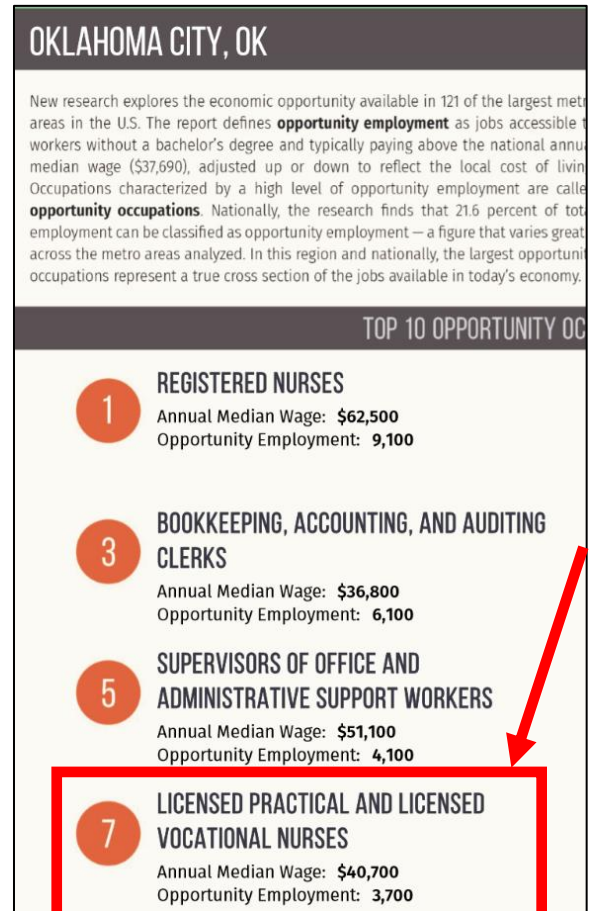 OKLAHOMA CITY, OK
New research explores the economic opportunity available in 121 of the largest
areas in the U.S. The report defines opportunity employment as jobs accessible
workers without a bachelor's degree and typically paying above the national
median wage ($37,690), adjusted up or down to reflect the local cost of
Occupations characterized by a high level of opportunity employment are
opportunity occupations. Nationally, the research finds that 21.6 percent of
employment can be classified as opportunity employment — a figure that varies
across the metro areas analyzed. In this region and nationally, the largest
occupations represent a true cross section of the jobs available in today's economy.
TOP 10 OPPORTUNITY
1
REGISTERED NURSES
Annual Median Wage: $62,500
Opportunity Employment: 9,100
3
BOOKKEEPING, ACCOUNTING, AND AUDITING
CLERKS
Annual Median Wage: $36,800
Opportunity Employment: 6,100
5
SUPERVISORS OF OFFICE AND
ADMINISTRATIVE SUPPORT WORKERS
Annual Median Wage: $51,100
Opportunity Employment: 4,100
7
LICENSED PRACTICAL AND LICENSED
VOCATIONAL NURSES
Annual Median Wage: $40,700
Opportunity Employment: 3,700